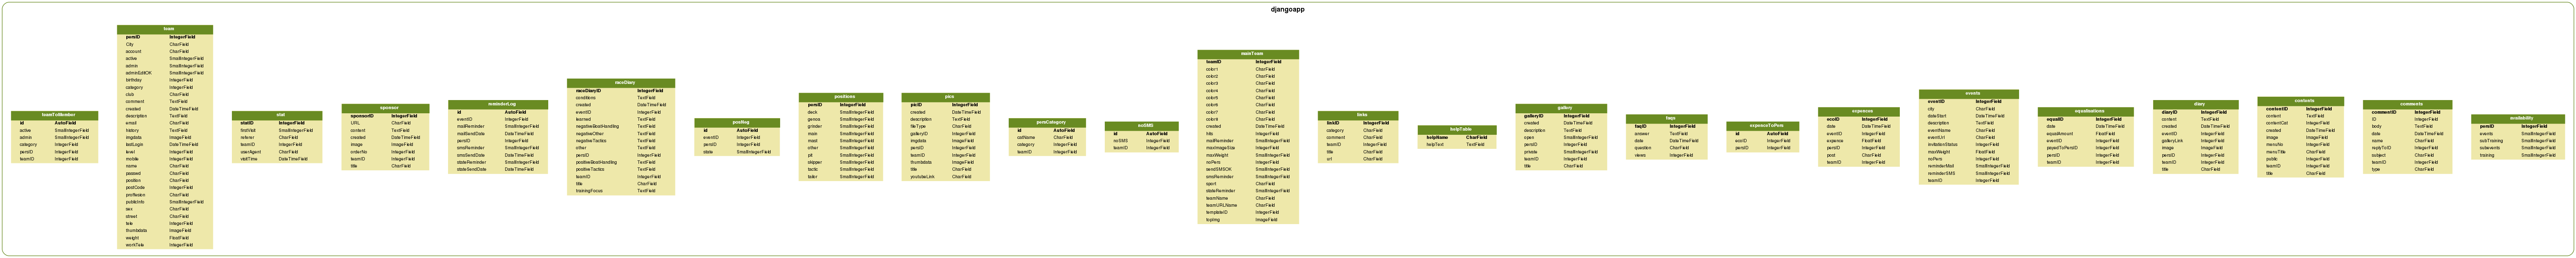 djangoapp
teamToMember
id AutoField
active SmallIntegerField
admin SmallIntegerField
category IntegerField
persID IntegerField
teamID IntegerField
team
persID IntegerField
City CharField
account CharField
active SmallIntegerField
admin SmallIntegerField
adminEditOK SmallIntegerField
birthday IntegerField
category IntegerField
club CharField
comment TextField
created DateTimeField
description TextField
email CharField
history TextField
imgdata ImageField
lastLogin DateTimeField
level IntegerField
mobile IntegerField
name CharField
passwd CharField
position CharField
postCode IntegerField
profession CharField
publicInfo SmallIntegerField
sex CharField
street CharField
tele IntegerField
thumbdata ImageField
weight FloatField
workTele IntegerField
stat
statID IntegerField
firstVisit SmallIntegerField
referer CharField
teamID IntegerField
userAgent CharField
visitTime DateTimeField
sponsor
sponsorID IntegerField
URL CharField
content TextField
created DateTimeField
image ImageField
orderNo IntegerField
teamID IntegerField
title CharField
reminderLog
id AutoField
eventID IntegerField
mailReminder SmallIntegerField
mailSendDate DateTimeField
persID IntegerField
smsReminder SmallIntegerField
smsSendDate DateTimeField
stateReminder SmallIntegerField
stateSendDate DateTimeField
raceDiary
raceDiaryID IntegerField
conditions TextField
created DateTimeField
eventID IntegerField
learned TextField
negativeBoatHandling TextField
negativeOther TextField
negativeTactics TextField
other TextField
persID IntegerField
positiveBoatHandling TextField
positiveTactics TextField
teamID IntegerField
title CharField
trainingFocus TextField
posReg
id AutoField
eventID IntegerField
persID IntegerField
state SmallIntegerField
positions
persID IntegerField
deck SmallIntegerField
genoa SmallIntegerField
grinder SmallIntegerField
main SmallIntegerField
mast SmallIntegerField
other SmallIntegerField
pit SmallIntegerField
skipper SmallIntegerField
tactic SmallIntegerField
tailor SmallIntegerField
pics
picID IntegerField
created DateTimeField
description TextField
fileType CharField
galleryID IntegerField
imgdata ImageField
persID IntegerField
teamID IntegerField
thumbdata ImageField
title CharField
youtubeLink CharField
persCategory
id AutoField
catName CharField
category IntegerField
teamID IntegerField
noSMS
id AutoField
noSMS IntegerField
teamID IntegerField
mainTeam
teamID IntegerField
color1 CharField
color2 CharField
color3 CharField
color4 CharField
color5 CharField
color6 CharField
color7 CharField
color8 CharField
created DateTimeField
hits IntegerField
mailReminder SmallIntegerField
maxImageSize IntegerField
maxWeight SmallIntegerField
noPers IntegerField
sendSMSOK SmallIntegerField
smsReminder SmallIntegerField
sport CharField
stateReminder SmallIntegerField
teamName CharField
teamURLName CharField
templateID IntegerField
topImg ImageField
links
linkID IntegerField
category CharField
comment CharField
teamID IntegerField
title CharField
url CharField
helpTable
helpName CharField
helpText TextField
gallery
galleryID IntegerField
created DateTimeField
description TextField
open SmallIntegerField
persID IntegerField
private SmallIntegerField
teamID IntegerField
title CharField
faqs
faqID IntegerField
answer TextField
date DateTimeField
question CharField
views IntegerField
expenceToPers
id AutoField
ecoID IntegerField
persID IntegerField
expences
ecoID IntegerField
date DateTimeField
eventID IntegerField
expence FloatField
persID IntegerField
post CharField
teamID IntegerField
events
eventID IntegerField
city CharField
dateStart DateTimeField
description TextField
eventName CharField
eventUrl CharField
invitationStatus IntegerField
maxWeight FloatField
noPers IntegerField
reminderMail SmallIntegerField
reminderSMS SmallIntegerField
teamID IntegerField
equalisations
equalID IntegerField
date DateTimeField
equalAmount FloatField
eventID IntegerField
payedToPersID IntegerField
persID IntegerField
teamID IntegerField
diary
diaryID IntegerField
content TextField
created DateTimeField
eventID IntegerField
galleryLink IntegerField
image ImageField
persID IntegerField
teamID IntegerField
title CharField
contents
contentID IntegerField
content TextField
contentCat IntegerField
created DateTimeField
image ImageField
menuNo IntegerField
menuTitle CharField
public IntegerField
teamID IntegerField
title CharField
comments
commentID IntegerField
ID IntegerField
body TextField
date DateTimeField
name CharField
replyToID IntegerField
subject CharField
teamID IntegerField
type CharField
availability
persID IntegerField
events SmallIntegerField
subTraining SmallIntegerField
subevents SmallIntegerField
training SmallIntegerField